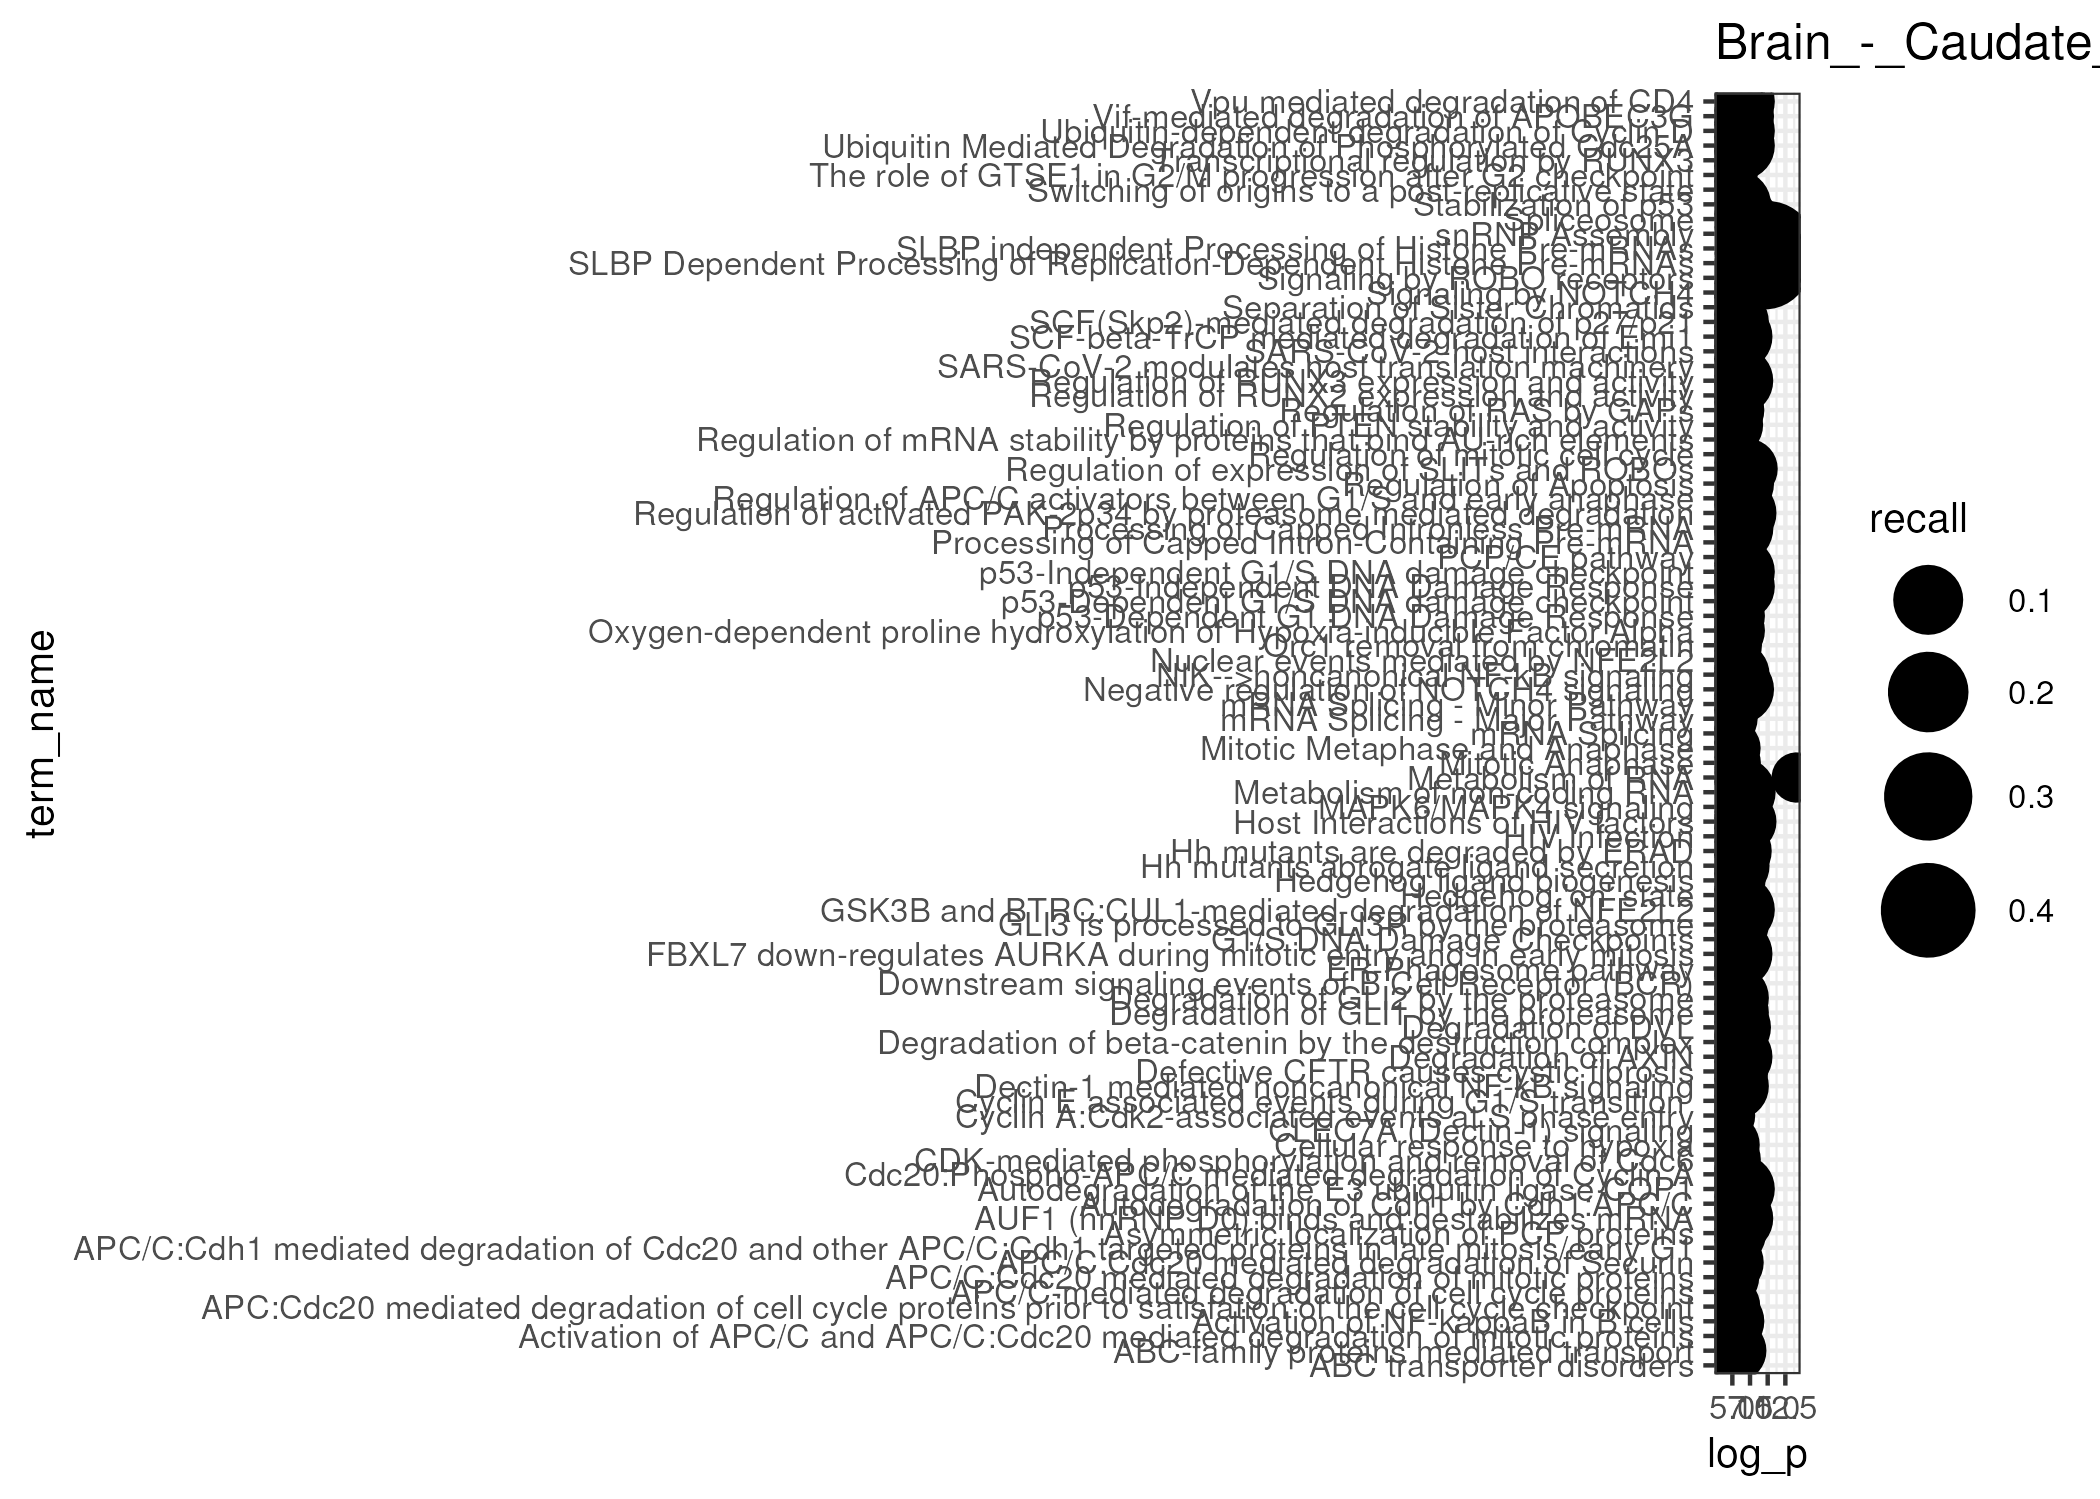 Brain_-_Caudate_
Vpu mediated degradation of CD4
Vif-mediated degradation of APOBEC3G
Ubiquitin-dependent degradation of Cyclin D
Ubiquitin Mediated Degradation of Phosphorylated Cdc25A
Transcriptional regulation by RUNX3
The role of GTSE1 in G2/M progression after G2 checkpoint
Switching of origins to a post-replicative state
Stabilization of p53
Spliceosome
snRNP Assembly
SLBP independent Processing of Histone Pre-mRNAs
SLBP Dependent Processing of Replication-Dependent Histone Pre-mRNAs
Signaling by ROBO receptors
Signaling by NOTCH4
Separation of Sister Chromatids
SCF(Skp2)-mediated degradation of p27/p21
SCF-beta-TrCP mediated degradation of Emi1
SARS-CoV-2-host interactions
SARS-CoV-2 modulates host translation machinery
Regulation of RUNX3 expression and activity
Regulation of RUNX2 expression and activity
Regulation of RAS by GAPs
Regulation of PTEN stability and activity
Regulation of mRNA stability by proteins that bind AU-rich elements
Regulation of mitotic cell cycle
Regulation of expression of SLITs and ROBOs
Regulation of Apoptosis
Regulation of APC/C activators between G1/S and early anaphase
Regulation of activated PAK-2p34 by proteasome mediated degradation
Processing of Capped Intronless Pre-mRNA
Processing of Capped Intron-Containing Pre-mRNA
PCP/CE pathway
p53-Independent G1/S DNA damage checkpoint
p53-Independent DNA Damage Response
p53-Dependent G1/S DNA damage checkpoint
p53-Dependent G1 DNA Damage Response
Oxygen-dependent proline hydroxylation of Hypoxia-inducible Factor Alpha
Orc1 removal from chromatin
Nuclear events mediated by NFE2L2
NIK-->noncanonical NF-kB signaling
Negative regulation of NOTCH4 signaling
mRNA Splicing - Minor Pathway
mRNA Splicing - Major Pathway
mRNA Splicing
Mitotic Metaphase and Anaphase
Mitotic Anaphase
Metabolism of RNA
Metabolism of non-coding RNA
MAPK6/MAPK4 signaling
Host Interactions of HIV factors
HIV Infection
Hh mutants are degraded by ERAD
Hh mutants abrogate ligand secretion
Hedgehog ligand biogenesis
Hedgehog 'on' state
GSK3B and BTRC:CUL1-mediated-degradation of NFE2L2
GLI3 is processed to GLI3R by the proteasome
G1/S DNA Damage Checkpoints
FBXL7 down-regulates AURKA during mitotic entry and in early mitosis
ER-Phagosome pathway
Downstream signaling events of B Cell Receptor (BCR)
Degradation of GLI2 by the proteasome
Degradation of GLI1 by the proteasome
Degradation of DVL
Degradation of beta-catenin by the destruction complex
Degradation of AXIN
Defective CFTR causes cystic fibrosis
Dectin-1 mediated noncanonical NF-kB signaling
Cyclin E associated events during G1/S transition
Cyclin A:Cdk2-associated events at S phase entry
CLEC7A (Dectin-1) signaling
Cellular response to hypoxia
CDK-mediated phosphorylation and removal of Cdc6
Cdc20:Phospho-APC/C mediated degradation of Cyclin A
Autodegradation of the E3 ubiquitin ligase COP1
Autodegradation of Cdh1 by Cdh1:APC/C
AUF1 (hnRNP D0) binds and destabilizes mRNA
Asymmetric localization of PCP proteins
APC/C:Cdh1 mediated degradation of Cdc20 and other APC/C:Cdh1 targeted proteins in late mitosis/early G1
APC/C:Cdc20 mediated degradation of Securin
APC/C:Cdc20 mediated degradation of mitotic proteins
APC/C-mediated degradation of cell cycle proteins
APC:Cdc20 mediated degradation of cell cycle proteins prior to satisfation of the cell cycle checkpoint
Activation of NF-kappaB in B cells
Activation of APC/C and APC/C:Cdc20 mediated degradation of mitotic proteins
ABC-family proteins mediated transport
ABC transporter disorders
term_name
log_p
recall
0.1
0.2
0.3
0.4